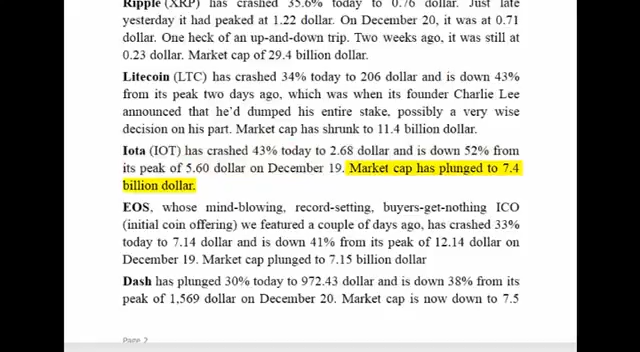 Ripple (XRP) has crashed 35.6% today to 0.76 dollar. Just late
yesterday it had peaked at 1.22 dollar. On December 20, it was at 0.71
dollar. One heck of an up-and-down trip. Two weeks ago, it was still at
0.23 dollar. Market cap of 29.4 billion dollar.
Litecoin (LTC) has crashed 34% today to 206 dollar and is down 43%
from its peak two days ago, which was when its founder Charlie Lee
announced that he'd dumped his entire stake, possibly a very wise
decision on his part. Market cap has shrunk to 11.4 billion dollar.
Iota (IOT) has crashed 43% today to 2.68 dollar and is down 52% from
its peak of 5.60 dollar on December 19. Market cap has plunged to 7.4
billion dollar.
EOS, whose mind-blowing, record-setting, buyers-get-nothing ICO
(initial coin offering) we featured a couple of days ago, has crashed 33%
today to 7.14 dollar and is down 41% from its peak of 12.14 dollar on
December 19. Market cap plunged to 7.15 billion dollar
Dash has plunged 30% today to 972.43 dollar and is down 38% from its
peak of 1,569 dollar on December 20. Market cap is now down to 7.5
Page 2